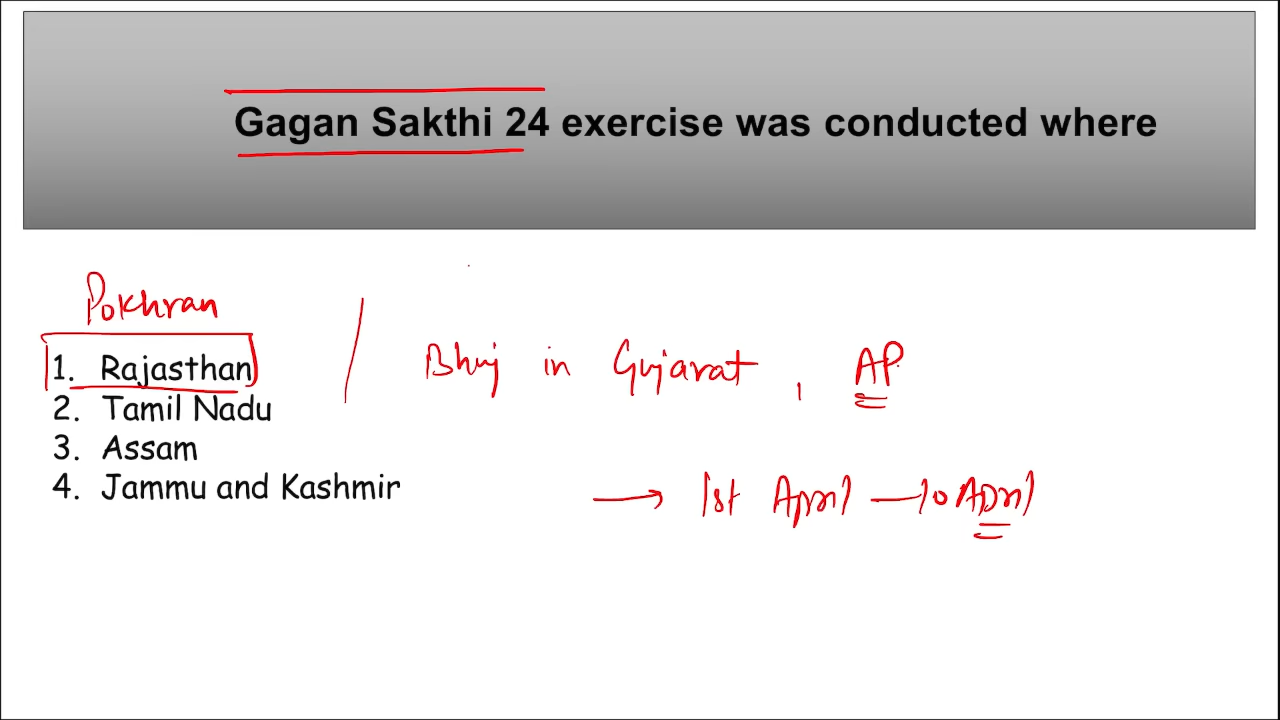 Gagan Sakthi 24 exercise was conducted where
Pokhran
1. Rajasthan
Bhuj in Gujarat, AP
2. Tamil Nadu
3. Assam
4. Jammu and Kashmir
→ 1st April — 10 April